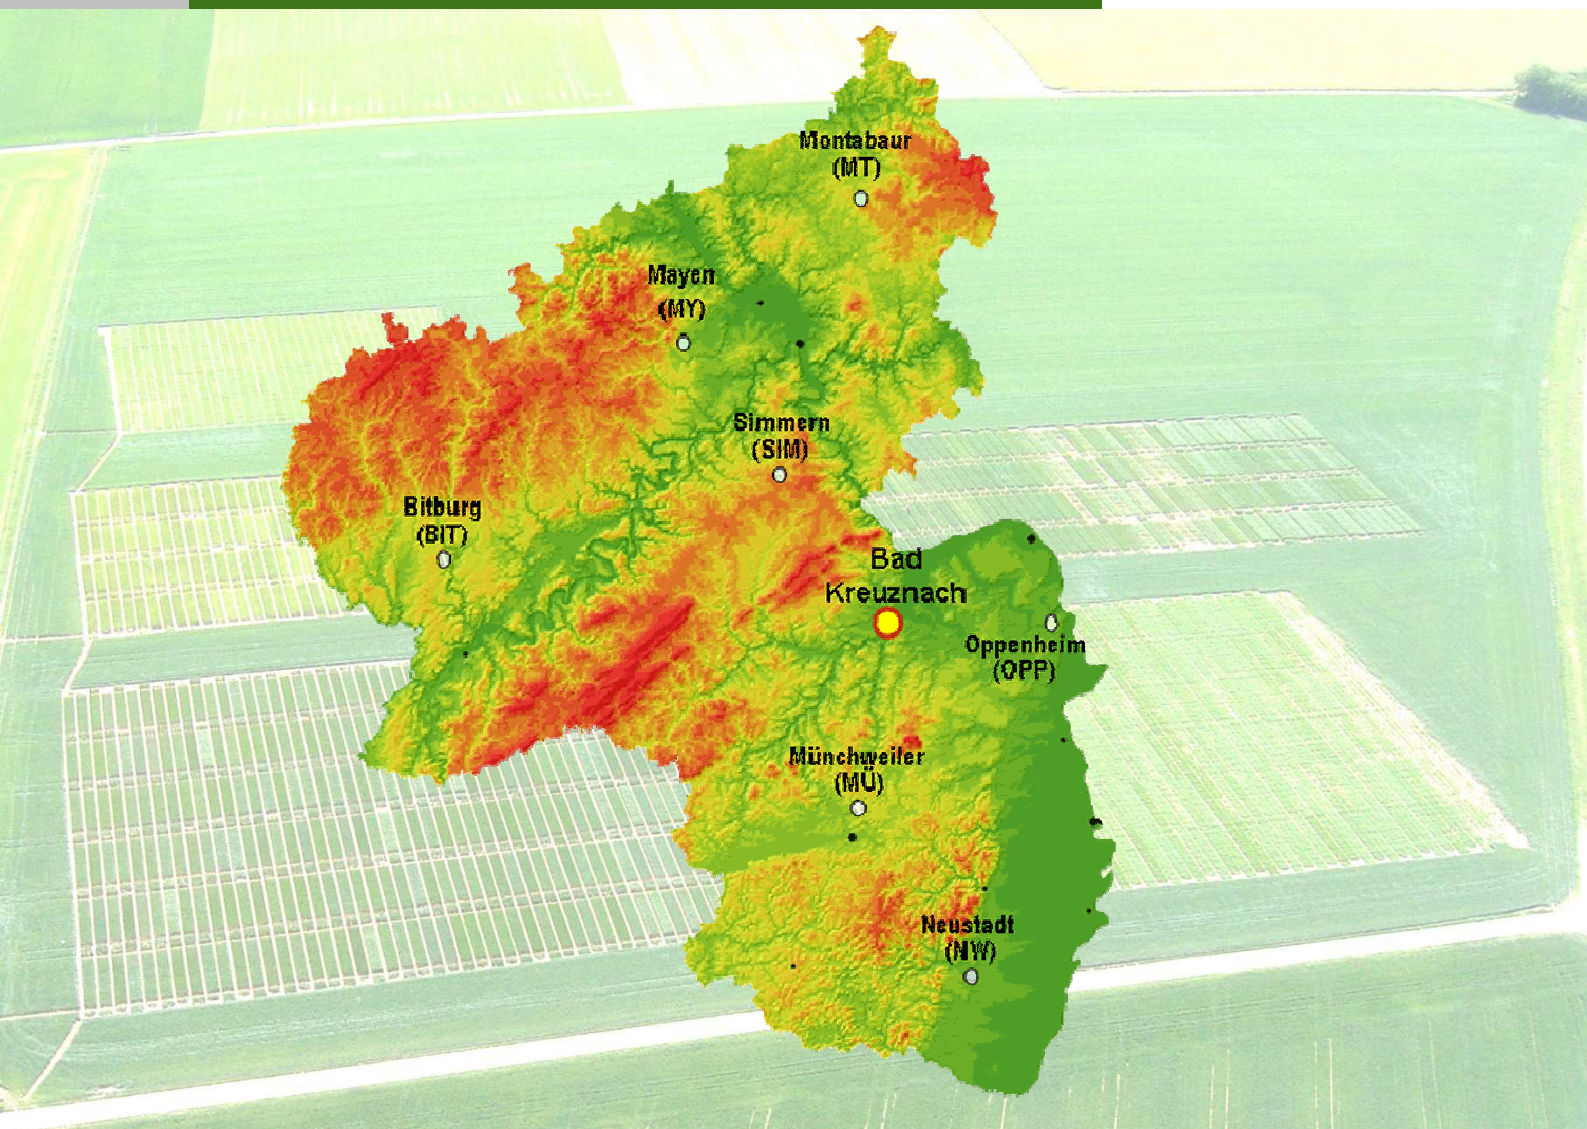 Montabaur
(MT)
Mayen
(MY)
Simmern
(SIM)
Bitburg
(BIT)
Bad
Kreuznach
Oppenheim
(OPP)
Münchweiler
(MÜ)
Neustadt
(NW)